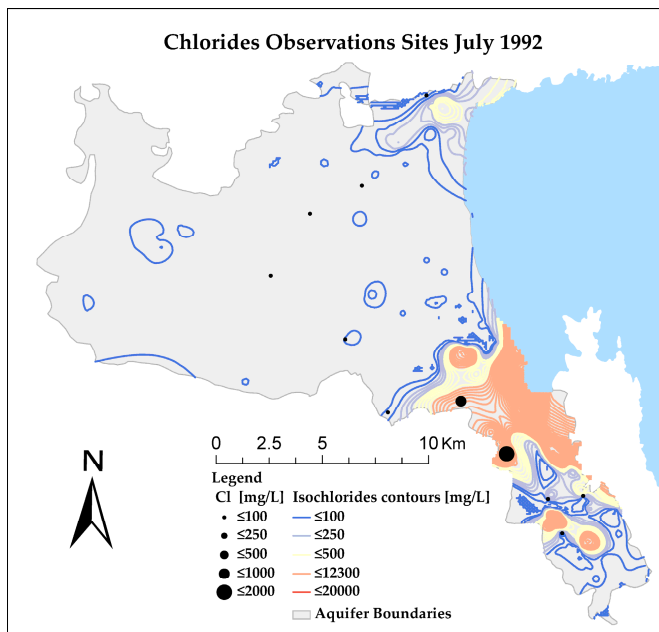 Chlorides Observations Sites July 1992
N
0 2.5 5 10 Km
Legend
Cl [mg/L] Isochlorides contours [mg/L]
≤100 ≤100
≤250 ≤250
≤500 ≤500
≤1000 ≤12300
≤2000 ≤20000
Aquifer Boundaries